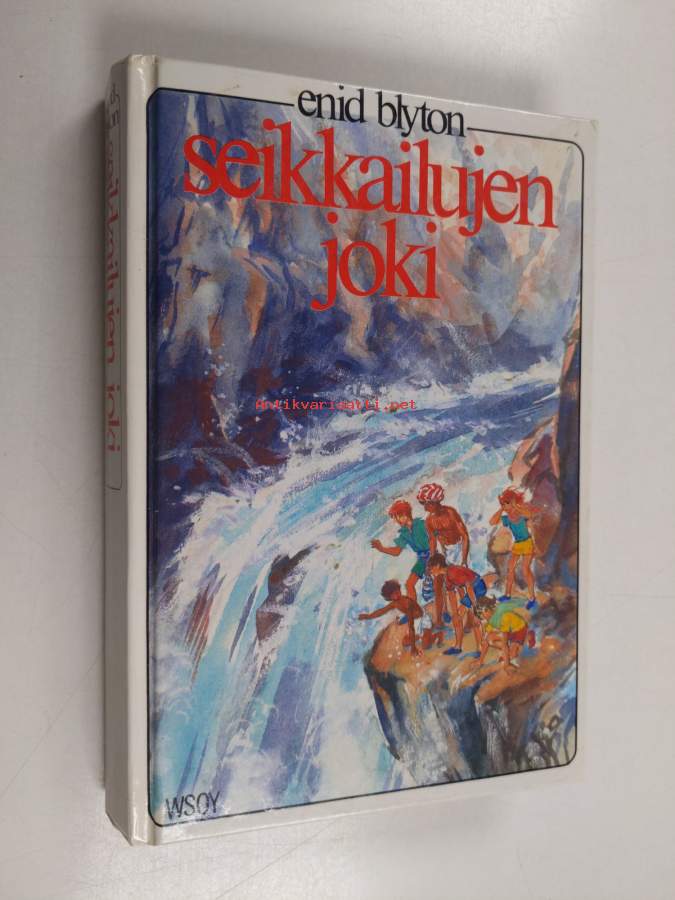 enid blyton
seikkailujen
joki
Antikvariaatti.net
WSOY
seikkailujen joki